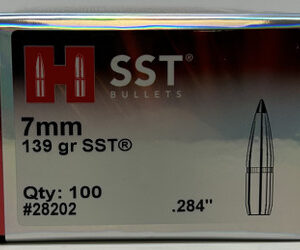 H SST®
BULLETS
7mm
139 gr SST®
Qty: 100
#28202
.284"